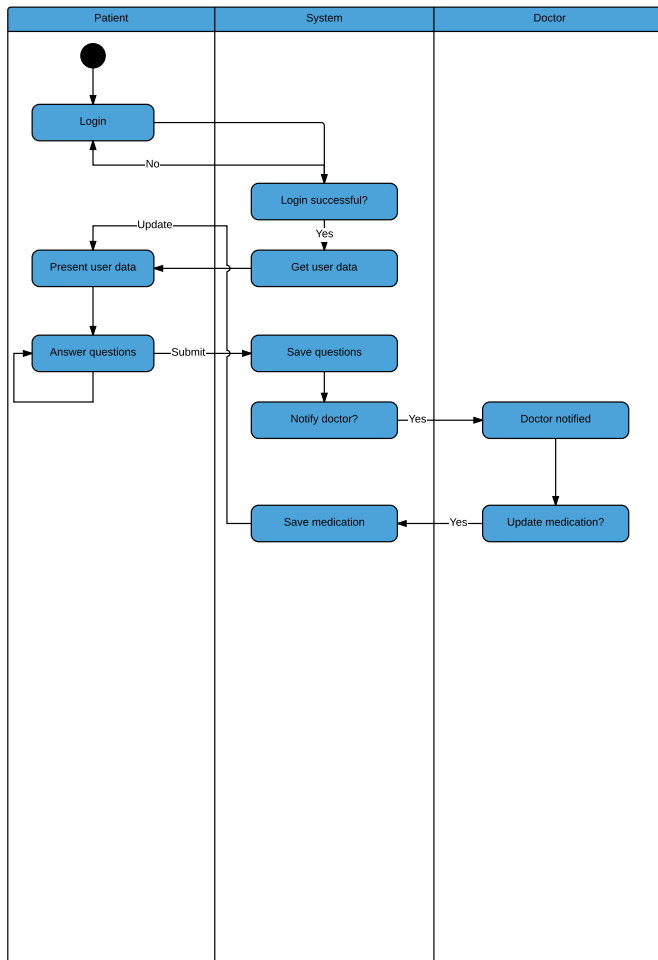 Patient
System
Doctor
Login
No
Login successful?
Update
Yes
Present user data
Get user data
Answer questions
Submit
Save questions
Notify doctor?
Yes
Doctor notified
Save medication
Yes
Update medication?